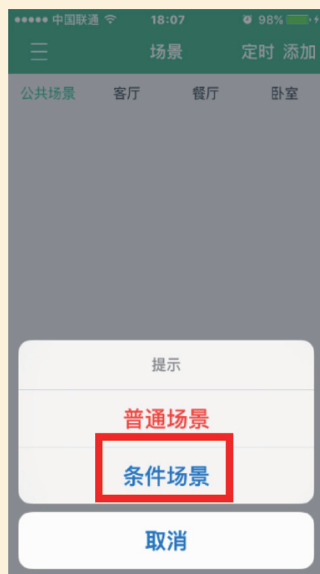 中国联通 18:07 98%
场景 定时 添加
公共场景 客厅 餐厅 卧室
提示
普通场景
条件场景
取消